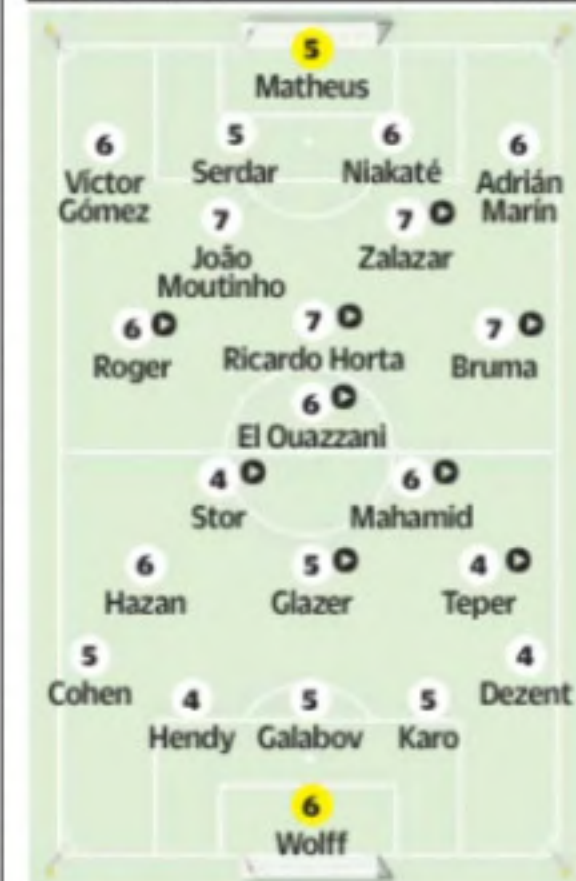 5
Matheus
6 5 6 6
Víctor Gómez
Serdar
Niakaté
Adrián Marín
7 7
João Moutinho
Zalazar
6 7 7
Roger
Ricardo Horta
Bruma
6
El Ouazzani
4 6
Stor
Mahamid
6 5 4
Hazan
Glazer
Teper
5 4
Cohen
Dezent
4 5 5
Hendy
Galabov
Karo
6
Wolff